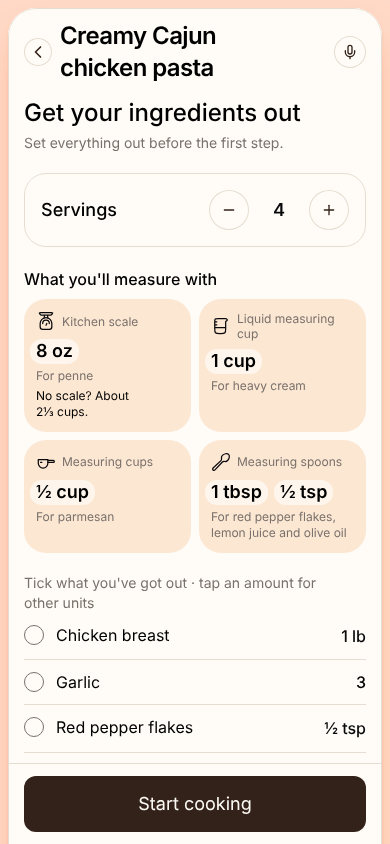 Creamy Cajun
chicken pasta
Get your ingredients out
Set everything out before the first step.
Servings
4
What you'll measure with
Kitchen scale
8 oz
For penne
No scale? About
2⅓ cups.
Liquid measuring
cup
1 cup
For heavy cream
Measuring cups
½ cup
For parmesan
Measuring spoons
1 tbsp ½ tsp
For red pepper flakes,
lemon juice and olive oil
Tick what you've got out · tap an amount for
other units
Chicken breast 1 lb
Garlic 3
Red pepper flakes ½ tsp
Start cooking